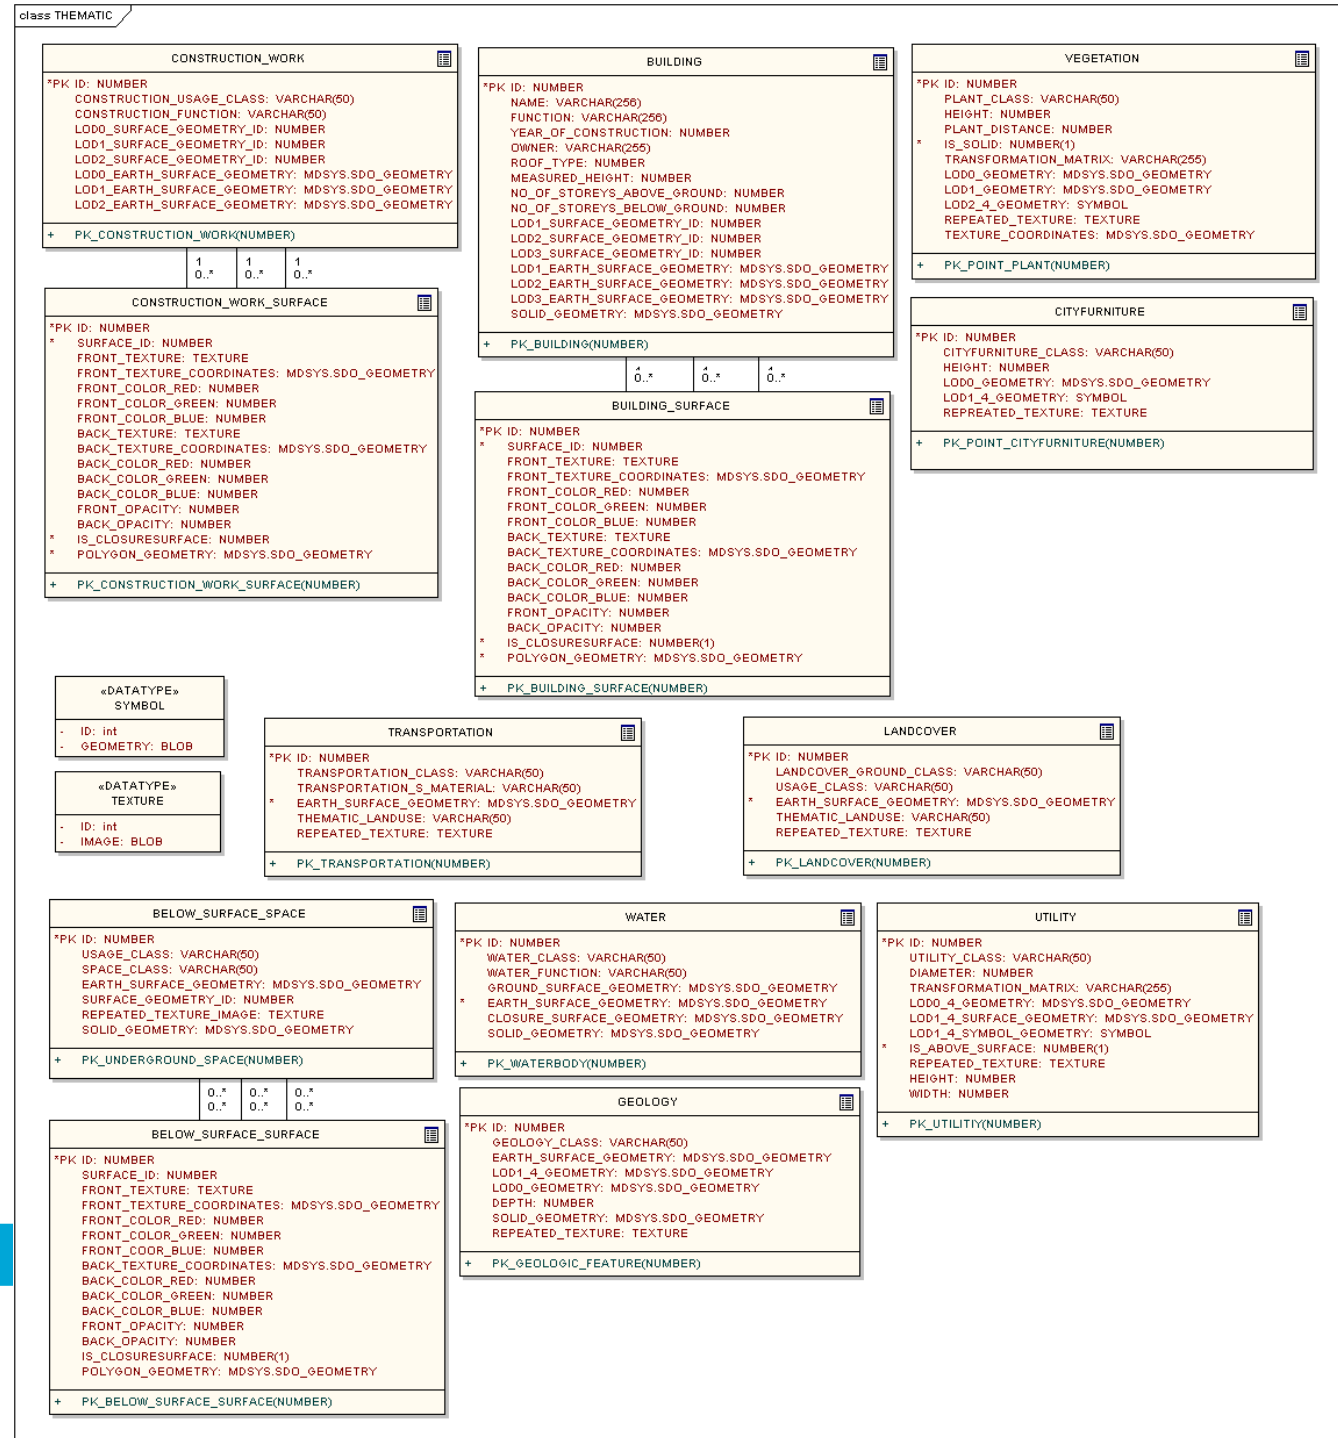 class THEMATIC
CONSTRUCTION_WORK
*PK ID: NUMBER
CONSTRUCTION_USAGE_CLASS: VARCHAR(50)
CONSTRUCTION_FUNCTION: VARCHAR(50)
LOD0_SURFACE_GEOMETRY_ID: NUMBER
LOD1_SURFACE_GEOMETRY_ID: NUMBER
LOD2_SURFACE_GEOMETRY_ID: NUMBER
LOD0_EARTH_SURFACE_GEOMETRY: MDSYS.SDO_GEOMETRY
LOD1_EARTH_SURFACE_GEOMETRY: MDSYS.SDO_GEOMETRY
LOD2_EARTH_SURFACE_GEOMETRY: MDSYS.SDO_GEOMETRY
+ PK_CONSTRUCTION_WORK(NUMBER)
1 1 1
0..* 0..* 0..*
CONSTRUCTION_WORK_SURFACE
*PK ID: NUMBER
* SURFACE_ID: NUMBER
FRONT_TEXTURE: TEXTURE
FRONT_TEXTURE_COORDINATES: MDSYS.SDO_GEOMETRY
FRONT_COLOR_RED: NUMBER
FRONT_COLOR_GREEN: NUMBER
FRONT_COLOR_BLUE: NUMBER
BACK_TEXTURE: TEXTURE
BACK_TEXTURE_COORDINATES: MDSYS.SDO_GEOMETRY
BACK_COLOR_RED: NUMBER
BACK_COLOR_GREEN: NUMBER
BACK_COLOR_BLUE: NUMBER
FRONT_OPACITY: NUMBER
BACK_OPACITY: NUMBER
* IS_CLOSURESURFACE: NUMBER
* POLYGON_GEOMETRY: MDSYS.SDO_GEOMETRY
+ PK_CONSTRUCTION_WORK_SURFACE(NUMBER)
BUILDING
*PK ID: NUMBER
NAME: VARCHAR(256)
FUNCTION: VARCHAR(256)
YEAR_OF_CONSTRUCTION: NUMBER
OWNER: VARCHAR(255)
ROOF_TYPE: NUMBER
MEASURED_HEIGHT: NUMBER
NO_OF_STOREYS_ABOVE_GROUND: NUMBER
NO_OF_STOREYS_BELOW_GROUND: NUMBER
LOD1_SURFACE_GEOMETRY_ID: NUMBER
LOD2_SURFACE_GEOMETRY_ID: NUMBER
LOD3_SURFACE_GEOMETRY_ID: NUMBER
LOD1_EARTH_SURFACE_GEOMETRY: MDSYS.SDO_GEOMETRY
LOD2_EARTH_SURFACE_GEOMETRY: MDSYS.SDO_GEOMETRY
LOD3_EARTH_SURFACE_GEOMETRY: MDSYS.SDO_GEOMETRY
SOLID_GEOMETRY: MDSYS.SDO_GEOMETRY
+ PK_BUILDING(NUMBER)
0..* 0..* 0..*
BUILDING_SURFACE
*PK ID: NUMBER
* SURFACE_ID: NUMBER
FRONT_TEXTURE: TEXTURE
FRONT_TEXTURE_COORDINATES: MDSYS.SDO_GEOMETRY
FRONT_COLOR_RED: NUMBER
FRONT_COLOR_GREEN: NUMBER
FRONT_COLOR_BLUE: NUMBER
BACK_TEXTURE: TEXTURE
BACK_TEXTURE_COORDINATES: MDSYS.SDO_GEOMETRY
BACK_COLOR_RED: NUMBER
BACK_COLOR_GREEN: NUMBER
BACK_COLOR_BLUE: NUMBER
FRONT_OPACITY: NUMBER
BACK_OPACITY: NUMBER
* IS_CLOSURESURFACE: NUMBER(1)
* POLYGON_GEOMETRY: MDSYS.SDO_GEOMETRY
+ PK_BUILDING_SURFACE(NUMBER)
VEGETATION
*PK ID: NUMBER
PLANT_CLASS: VARCHAR(50)
HEIGHT: NUMBER
PLANT_DISTANCE: NUMBER
* IS_SOLID: NUMBER(1)
TRANSFORMATION_MATRIX: VARCHAR(255)
LOD0_GEOMETRY: MDSYS.SDO_GEOMETRY
LOD1_GEOMETRY: MDSYS.SDO_GEOMETRY
LOD2_4_GEOMETRY: SYMBOL
REPEATED_TEXTURE: TEXTURE
TEXTURE_COORDINATES: MDSYS.SDO_GEOMETRY
+ PK_POINT_PLANT(NUMBER)
CITYFURNITURE
*PK ID: NUMBER
CITYFURNITURE_CLASS: VARCHAR(50)
HEIGHT: NUMBER
LOD0_GEOMETRY: MDSYS.SDO_GEOMETRY
LOD1_4_GEOMETRY: SYMBOL
REPREATED_TEXTURE: TEXTURE
+ PK_POINT_CITYFURNITURE(NUMBER)
«DATATYPE»
SYMBOL
- ID: int
- GEOMETRY: BLOB
«DATATYPE»
TEXTURE
- ID: int
- IMAGE: BLOB
TRANSPORTATION
*PK ID: NUMBER
TRANSPORTATION_CLASS: VARCHAR(50)
TRANSPORTATION_S_MATERIAL: VARCHAR(50)
* EARTH_SURFACE_GEOMETRY: MDSYS.SDO_GEOMETRY
THEMATIC_LANDUSE: VARCHAR(50)
REPEATED_TEXTURE: TEXTURE
+ PK_TRANSPORTATION(NUMBER)
LANDCOVER
*PK ID: NUMBER
LANDCOVER_GROUND_CLASS: VARCHAR(50)
USAGE_CLASS: VARCHAR(50)
* EARTH_SURFACE_GEOMETRY: MDSYS.SDO_GEOMETRY
THEMATIC_LANDUSE: VARCHAR(50)
REPEATED_TEXTURE: TEXTURE
+ PK_LANDCOVER(NUMBER)
BELOW_SURFACE_SPACE
*PK ID: NUMBER
USAGE_CLASS: VARCHAR(50)
SPACE_CLASS: VARCHAR(50)
EARTH_SURFACE_GEOMETRY: MDSYS.SDO_GEOMETRY
SURFACE_GEOMETRY_ID: NUMBER
REPEATED_TEXTURE_IMAGE: TEXTURE
SOLID_GEOMETRY: MDSYS.SDO_GEOMETRY
+ PK_UNDERGROUND_SPACE(NUMBER)
0..* 0..* 0..*
0..* 0..* 0..*
BELOW_SURFACE_SURFACE
*PK ID: NUMBER
SURFACE_ID: NUMBER
FRONT_TEXTURE: TEXTURE
FRONT_TEXTURE_COORDINATES: MDSYS.SDO_GEOMETRY
FRONT_COLOR_RED: NUMBER
FRONT_COLOR_GREEN: NUMBER
FRONT_COOR_BLUE: NUMBER
BACK_TEXTURE_COORDINATES: MDSYS.SDO_GEOMETRY
BACK_COLOR_RED: NUMBER
BACK_COLOR_GREEN: NUMBER
BACK_COLOR_BLUE: NUMBER
FRONT_OPACITY: NUMBER
BACK_OPACITY: NUMBER
IS_CLOSURESURFACE: NUMBER(1)
POLYGON_GEOMETRY: MDSYS.SDO_GEOMETRY
+ PK_BELOW_SURFACE_SURFACE(NUMBER)
WATER
*PK ID: NUMBER
WATER_CLASS: VARCHAR(50)
WATER_FUNCTION: VARCHAR(50)
GROUND_SURFACE_GEOMETRY: MDSYS.SDO_GEOMETRY
* EARTH_SURFACE_GEOMETRY: MDSYS.SDO_GEOMETRY
CLOSURE_SURFACE_GEOMETRY: MDSYS.SDO_GEOMETRY
SOLID_GEOMETRY: MDSYS.SDO_GEOMETRY
+ PK_WATERBODY(NUMBER)
GEOLOGY
*PK ID: NUMBER
GEOLOGY_CLASS: VARCHAR(50)
EARTH_SURFACE_GEOMETRY: MDSYS.SDO_GEOMETRY
LOD1_4_GEOMETRY: MDSYS.SDO_GEOMETRY
LOD0_GEOMETRY: MDSYS.SDO_GEOMETRY
DEPTH: NUMBER
SOLID_GEOMETRY: MDSYS.SDO_GEOMETRY
REPEATED_TEXTURE: TEXTURE
+ PK_GEOLOGIC_FEATURE(NUMBER)
UTILITY
*PK ID: NUMBER
UTILITY_CLASS: VARCHAR(50)
DIAMETER: NUMBER
TRANSFORMATION_MATRIX: VARCHAR(255)
LOD0_4_GEOMETRY: MDSYS.SDO_GEOMETRY
LOD1_4_SURFACE_GEOMETRY: MDSYS.SDO_GEOMETRY
LOD1_4_SYMBOL_GEOMETRY: SYMBOL
* IS_ABOVE_SURFACE: NUMBER(1)
REPEATED_TEXTURE: TEXTURE
HEIGHT: NUMBER
WIDTH: NUMBER
+ PK_UTILITIY(NUMBER)